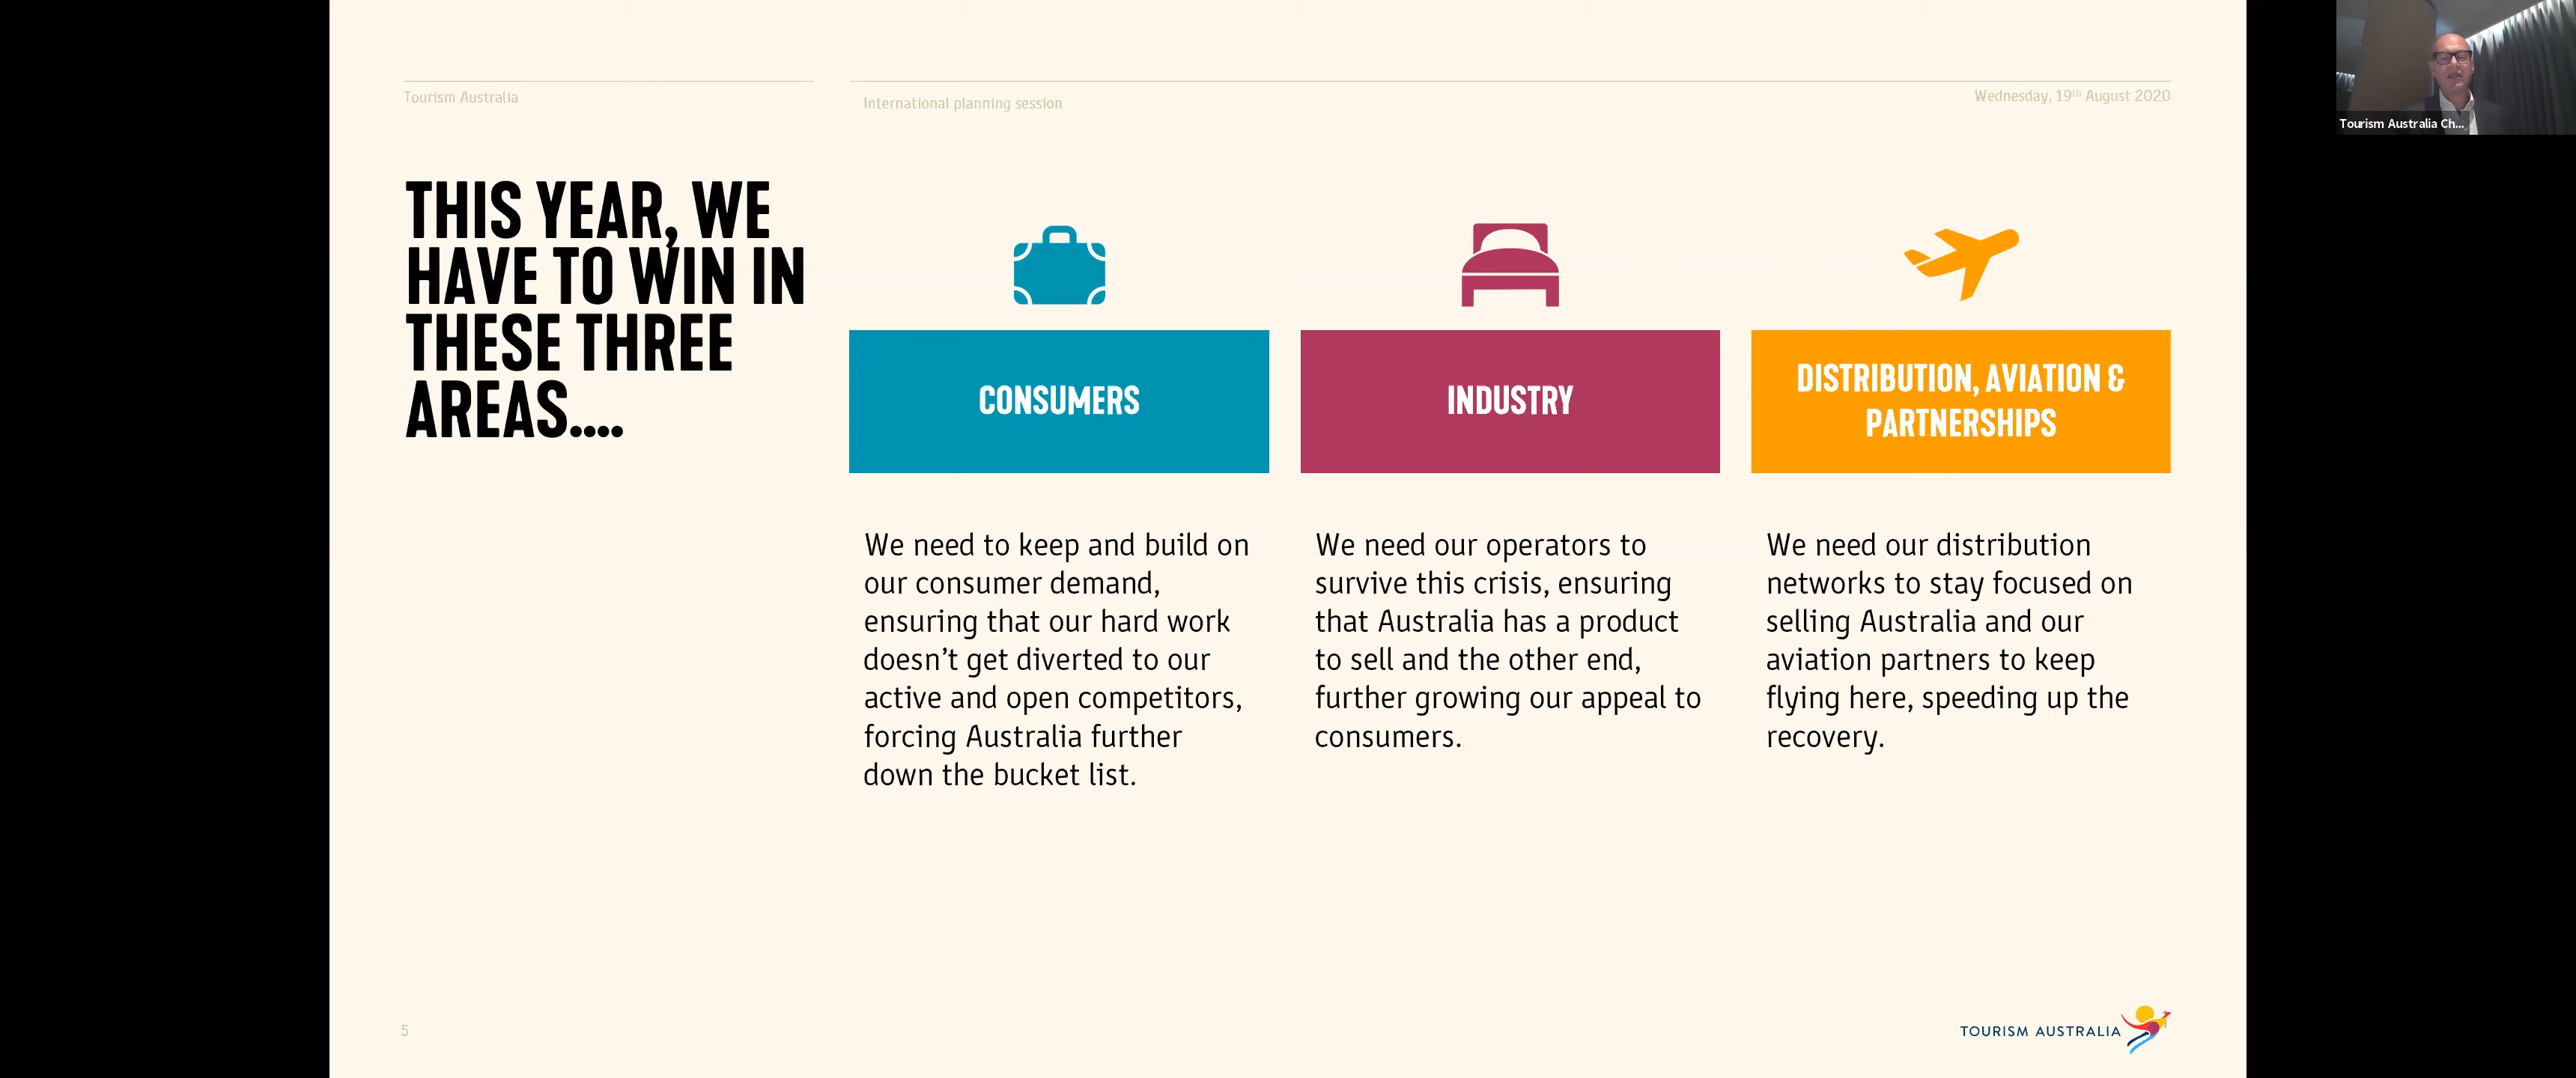 Tourism Australia
International planning session
Wednesday, 19th August 2020
Tourism Australia Ch...
THIS YEAR, WE
HAVE TO WIN IN
THESE THREE
AREAS....
CONSUMERS
We need to keep and build on
our consumer demand,
ensuring that our hard work
doesn’t get diverted to our
active and open competitors,
forcing Australia further
down the bucket list.
INDUSTRY
We need our operators to
survive this crisis, ensuring
that Australia has a product
to sell and the other end,
further growing our appeal to
consumers.
DISTRIBUTION, AVIATION &
PARTNERSHIPS
We need our distribution
networks to stay focused on
selling Australia and our
aviation partners to keep
flying here, speeding up the
recovery.
5
TOURISM AUSTRALIA